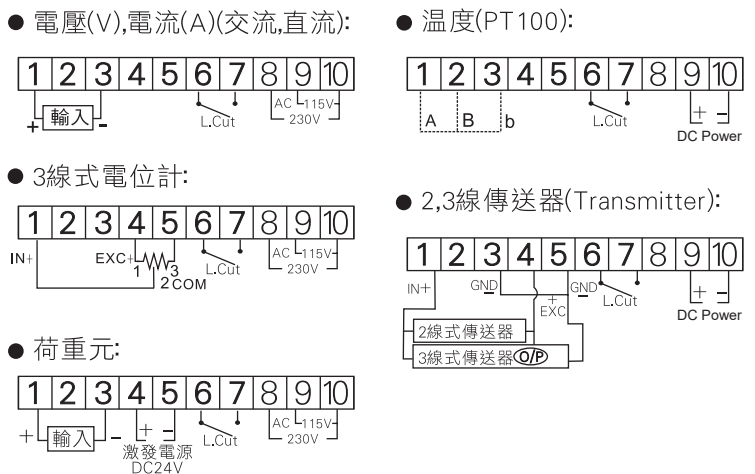 ● 電壓(V),電流(A)(交流,直流):
1 2 3 4 5 6 7 8 9 10
+ 輸入 -
L.Cut
AC 115V
230V
● 3線式電位計:
1 2 3 4 5 6 7 8 9 10
IN+
EXC+
1 3
2 COM
L.Cut
AC 115V
230V
● 荷重元:
1 2 3 4 5 6 7 8 9 10
+ 輸入 -
+ -
激發電源
DC24V
L.Cut
AC 115V
230V
● 温度(PT100):
1 2 3 4 5 6 7 8 9 10
A B b
L.Cut
+ -
DC Power
● 2,3線傳送器(Transmitter):
1 2 3 4 5 6 7 8 9 10
IN+
GND
-
+
EXC
GND
-
L.Cut
+ -
DC Power
2線式傳送器
3線式傳送器 O/P